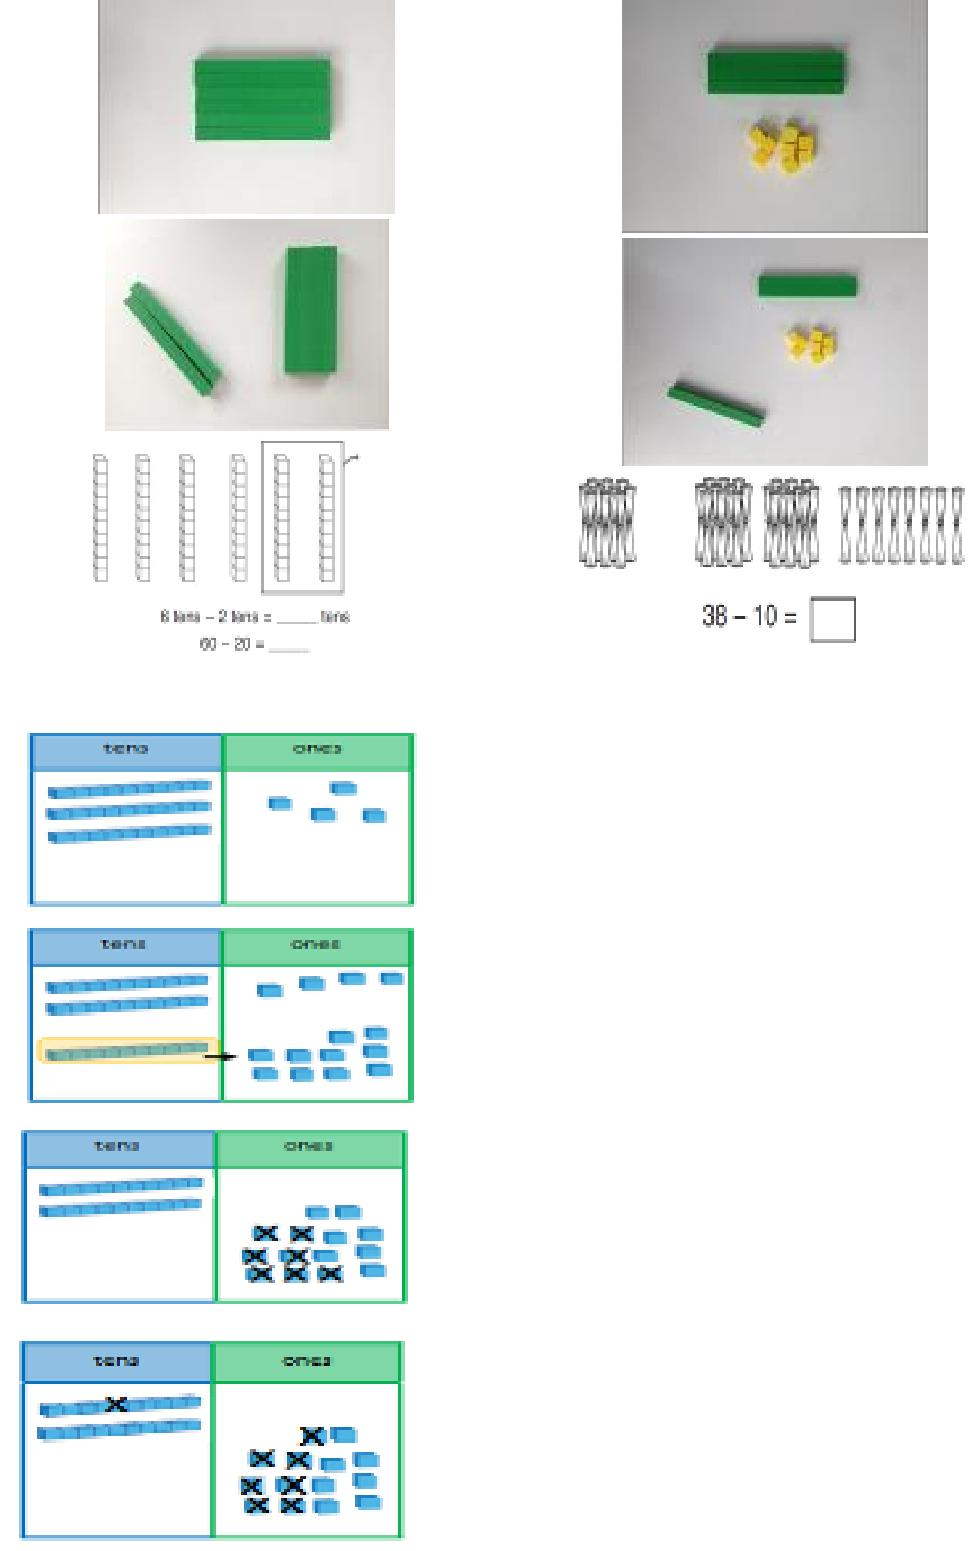 6 tens – 2 tens = _____ tens
60 – 20 = _____
38 – 10 =
tens ones
tens ones
tens ones
tens ones